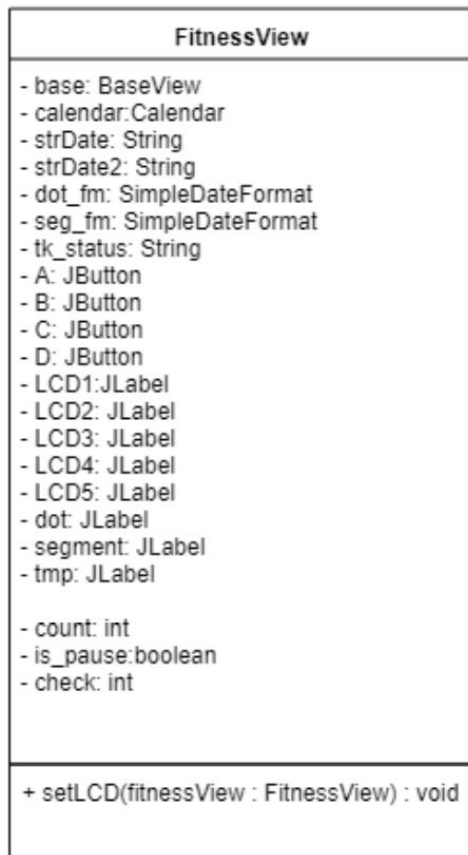 FitnessView
- base: BaseView
- calendar:Calendar
- strDate: String
- strDate2: String
- dot_fm: SimpleDateFormat
- seg_fm: SimpleDateFormat
- tk_status: String
- A: JButton
- B: JButton
- C: JButton
- D: JButton
- LCD1:JLabel
- LCD2: JLabel
- LCD3: JLabel
- LCD4: JLabel
- LCD5: JLabel
- dot: JLabel
- segment: JLabel
- tmp: JLabel
- count: int
- is_pause:boolean
- check: int
+ setLCD(fitnessView : FitnessView) : void